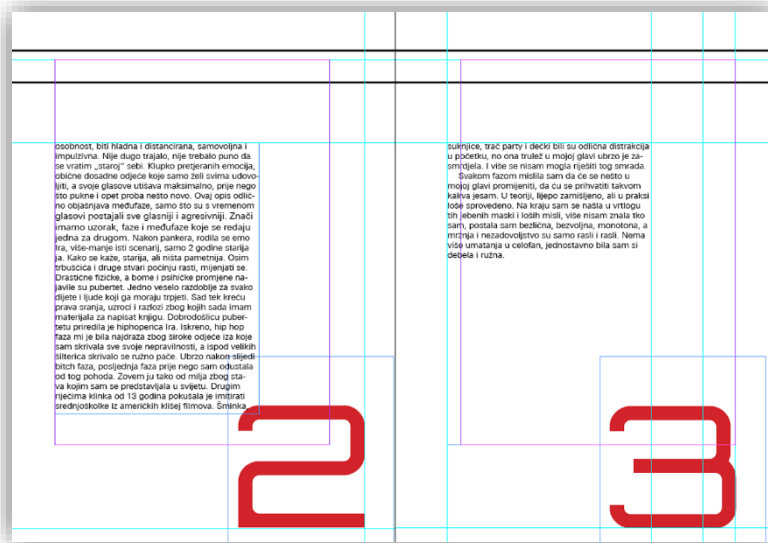 osobnost, biti hladna i distancirana, samovoljna i
impulzivna. Nije dugo trajalo, nije trebalo puno da
se vratim „staroj“ sebi. Klupko pretjeranih emocija,
obične dosadne odjeće koje samo želi svima udovo-
ljiti, a svoje glasove utišava maksimalno, prije nego
što pukne i opet proba nešto novo. Ovaj opis odlič-
no objašnjava međufaze, samo što su s vremenom
glasovi postajali sve glasniji i agresivniji. Znači
imamo uzorak, faze i međufaze koje se redaju
jedna za drugom. Nakon pankera, rodila se emo
Ira, više-manje isti scenarij, samo 2 godine starija
ja. Kako se kaže, starija, ali ništa pametnija. Osim
trbuščića i druge stvari počinju rasti, mijenjati se.
Drastične fizičke, a bome i psihičke promjene na-
javile su pubertet. Jedno veselo razdoblje za svako
dijete i ljude koji ga moraju trpjeti. Sad tek kreću
prava sranja, uzroci i razlozi zbog kojih sada imam
materijala za napisat knjigu. Dobrodošlicu puber-
tetu priredila je hiphoperica Ira. Iskreno, hip hop
faza mi je bila najdraža zbog široke odjeće iza koje
sam skrivala sve svoje nepravilnosti, a ispod velikih
šilterica skrivalo se ružno pače. Ubrzo nakon slijedi
bitch faza, posljednja faza prije nego sam odustala
od tog pohoda. Zovem ju tako od milja zbog sta-
va kojim sam se predstavljala u svijetu. Drugim
riječima klinka od 13 godina pokušala je imitirati
srednjoškolke iz američkih klišej filmova. Šminka,
2
suknjice, trač party i dečki bili su odlična distrakcija
u početku, no ona trulež u mojoj glavi ubrzo je za-
smrdjela. I više se nisam mogla riješiti tog smrada.
Svakom fazom mislila sam da će se nešto u
mojoj glavi promijeniti, da ću se prihvatiti takvom
kakva jesam. U teoriji, lijepo zamišljeno, ali u praksi
loše sprovedeno. Na kraju sam se našla u vrtlogu
tih jebenih maski i loših misli, više nisam znala tko
sam, postala sam bezlična, bezvoljna, monotona, a
mržnja i nezadovoljstvo su samo rasli i rasli. Nema
više umatanja u celofan, jednostavno bila sam si
debela i ružna.
3